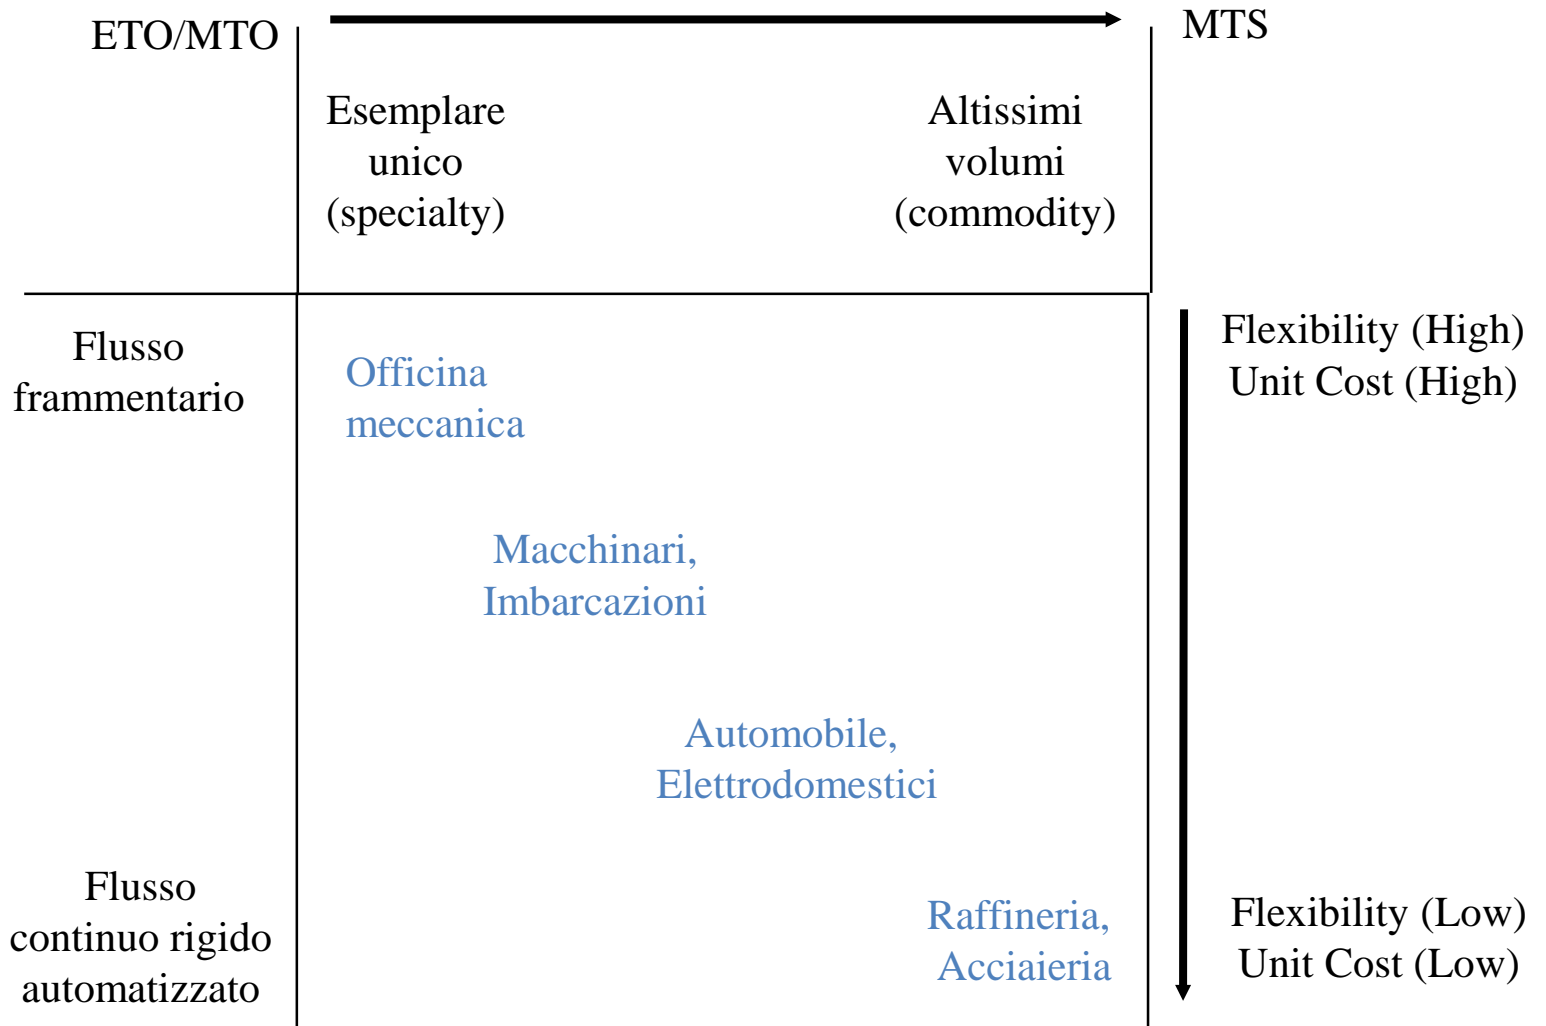 ETO/MTO
MTS
Esemplare
unico
(specialty)
Altissimi
volumi
(commodity)
Flusso
frammentario
Officina
meccanica
Flexibility (High)
Unit Cost (High)
Macchinari,
Imbarcazioni
Automobile,
Elettrodomestici
Flusso
continuo rigido
automatizzato
Raffineria,
Acciaieria
Flexibility (Low)
Unit Cost (Low)